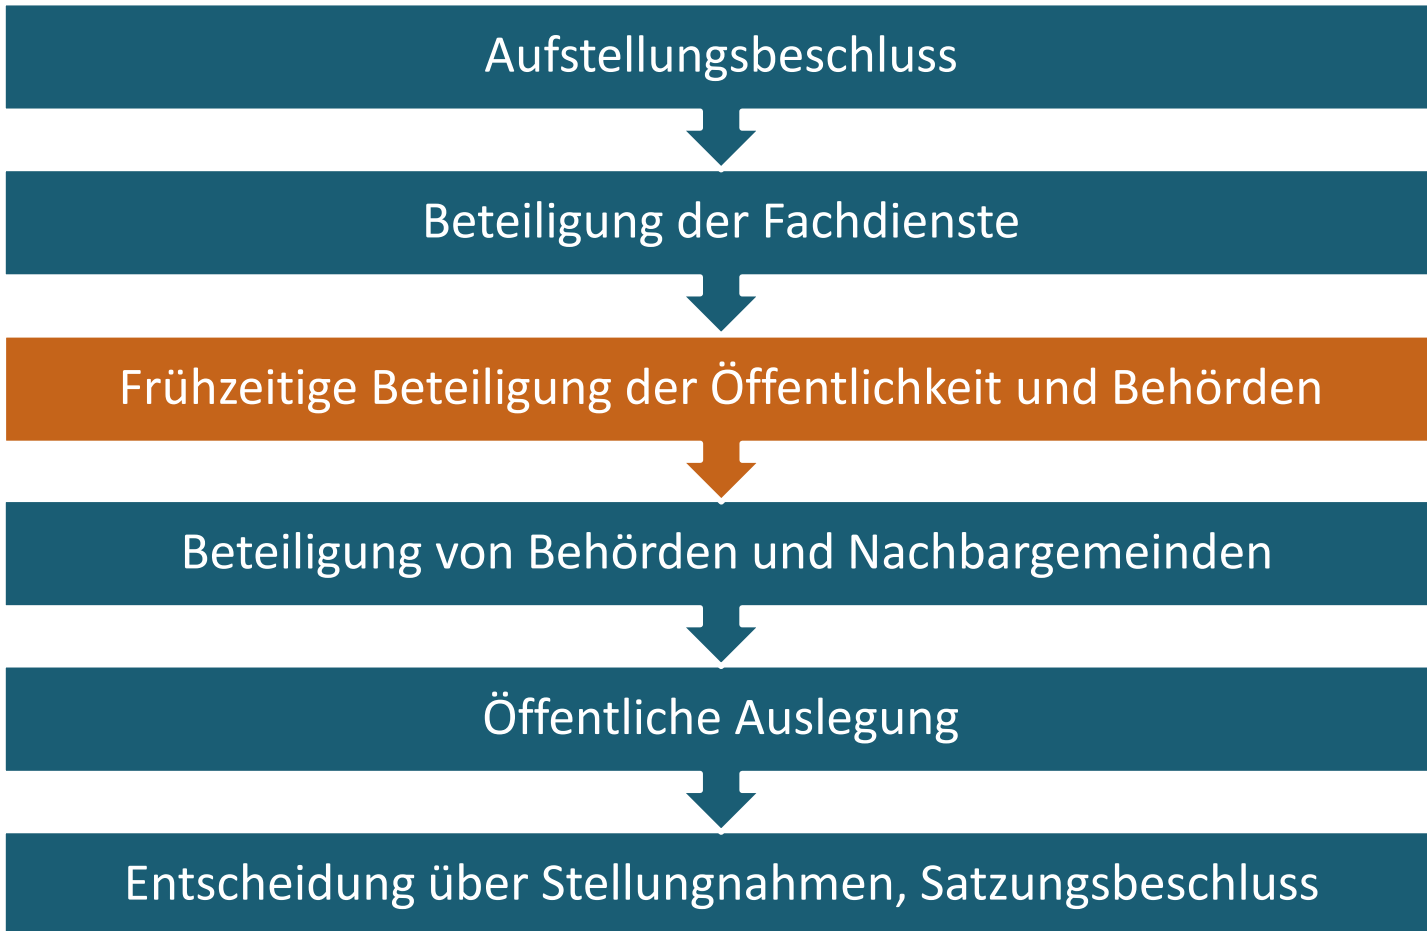 Aufstellungsbeschluss
Beteiligung der Fachdienste
Frühzeitige Beteiligung der Öffentlichkeit und Behörden
Beteiligung von Behörden und Nachbargemeinden
Öffentliche Auslegung
Entscheidung über Stellungnahmen, Satzungsbeschluss